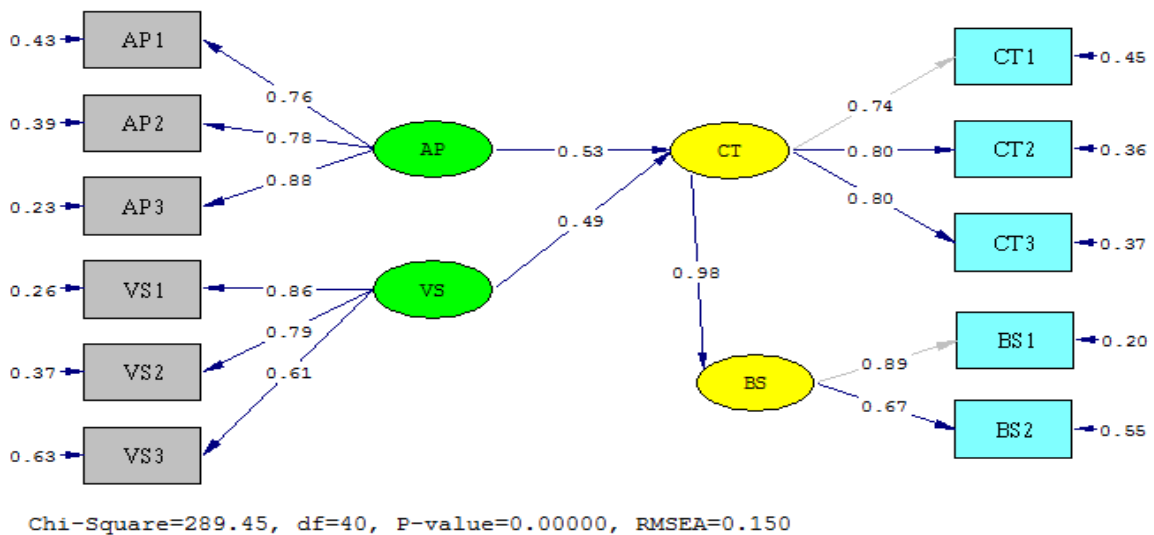 0.43 AP1
0.76
0.39 AP2
0.78
0.23 AP3
0.88
AP
0.53
0.26 VS1
0.86
0.37 VS2
0.79
0.63 VS3
0.61
VS
0.49
CT
0.74
CT1 0.45
0.80
CT2 0.36
0.80
CT3 0.37
0.98
BS
0.89
BS1 0.20
0.67
BS2 0.55
Chi-Square=289.45, df=40, P-value=0.00000, RMSEA=0.150